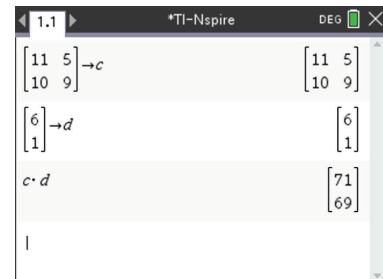 1.1 *TI-Nspire DEG
[11 5
10 9]→c [11 5
10 9]
[6
1]→d [6
1]
c·d [71
69]